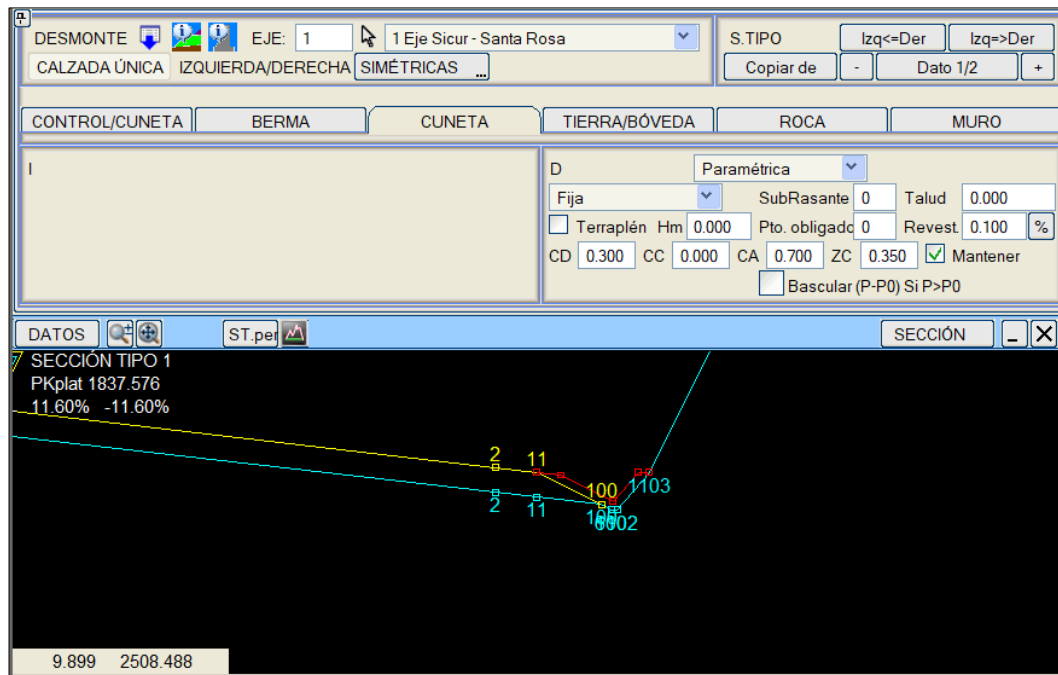 DESMONTE EJE: 1 1 Eje Sicur - Santa Rosa S.TIPO Izq<=Der Izq=>Der
CALZADA ÚNICA IZQUIERDA/DERECHA SIMÉTRICAS ... Copiar de - Dato 1/2 +
CONTROL/CUNETA BERMA CUNETA TIERRA/BÓVEDA ROCA MURO
I D Paramétrica
Fija SubRasante 0 Talud 0.000
Terraplén Hm 0.000 Pto. obligado 0 Revest. 0.100 %
CD 0.300 CC 0.000 CA 0.700 ZC 0.350 Mantener
Bascular (P-P0) Si P>P0
DATOS ST.per SECCIÓN
SECCIÓN TIPO 1
PKplat 1837.576
11.60% -11.60%
2 11
100
1103
2 11
9.899 2508.488